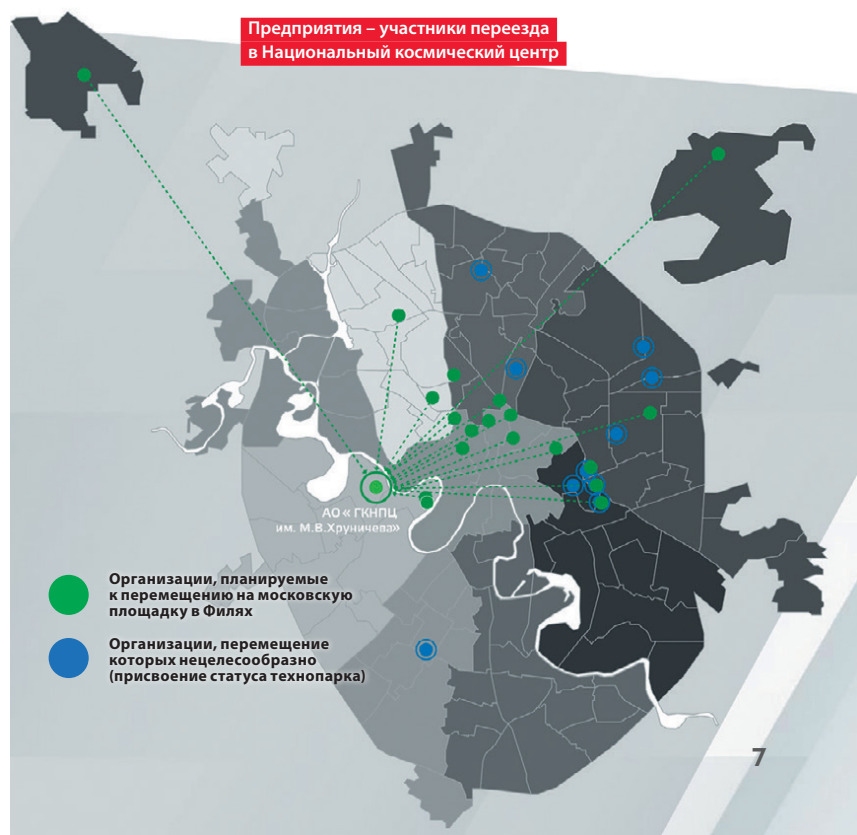 Предприятия – участники переезда
в Национальный космический центр
АО « ГКНПЦ
им. М.В.Хруничева»
Организации, планируемые
к перемещению на московскую
площадку в Филях
Организации, перемещение
которых нецелесообразно
(присвоение статуса технопарка)
7